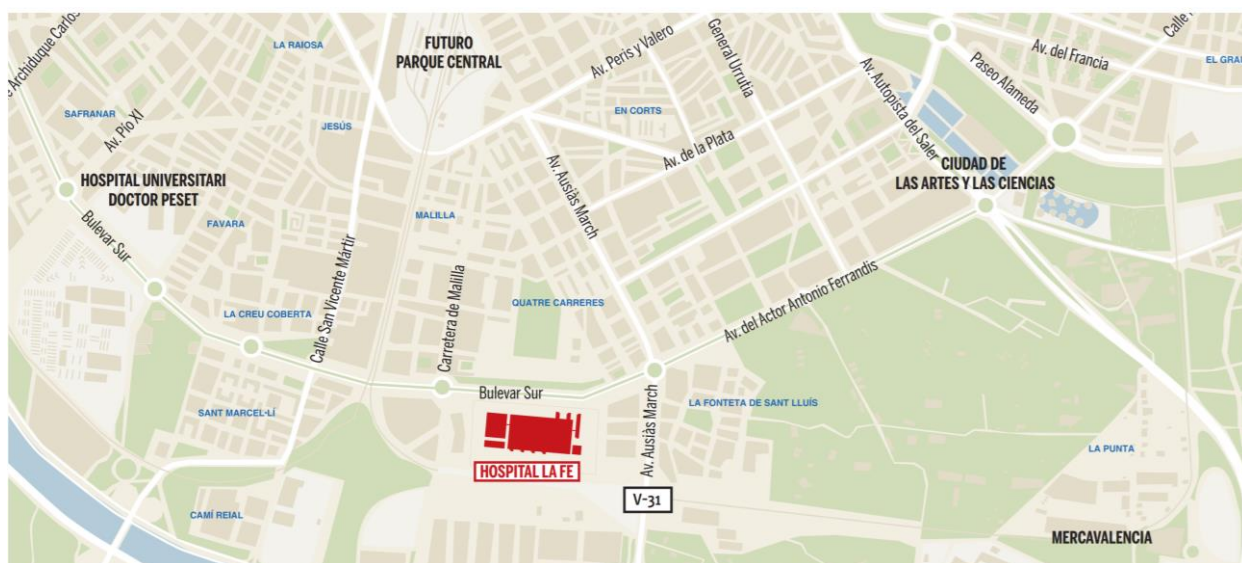 e Archiduque Carlos
LA RAIOSA
FUTURO
PARQUE CENTRAL
Av. Peris y Valero
General Urrutia
Av. Autopista del Saler
Av. del Francia
Paseo Alameda
EL GRAU
SAFRANAR
Av. Pío XI
JESÚS
EN CORTS
Av. de la Plata
CIUDAD DE
LAS ARTES Y LAS CIENCIAS
HOSPITAL UNIVERSITARI
DOCTOR PESET
Bulevar Sur
FAVARA
MALILLA
Av. Ausiàs March
Calle San Vicente Mártir
Carretera de Malilla
QUATRE CARRERES
Av. del Actor Antonio Ferrandis
LA CREU COBERTA
Bulevar Sur
SANT MARCEL·LÍ
HOSPITAL LA FE
Av. Ausiàs March
LA FONTETA DE SANT LLUÍS
LA PUNTA
V-31
CAMÍ REIAL
MERCAVALENCIA